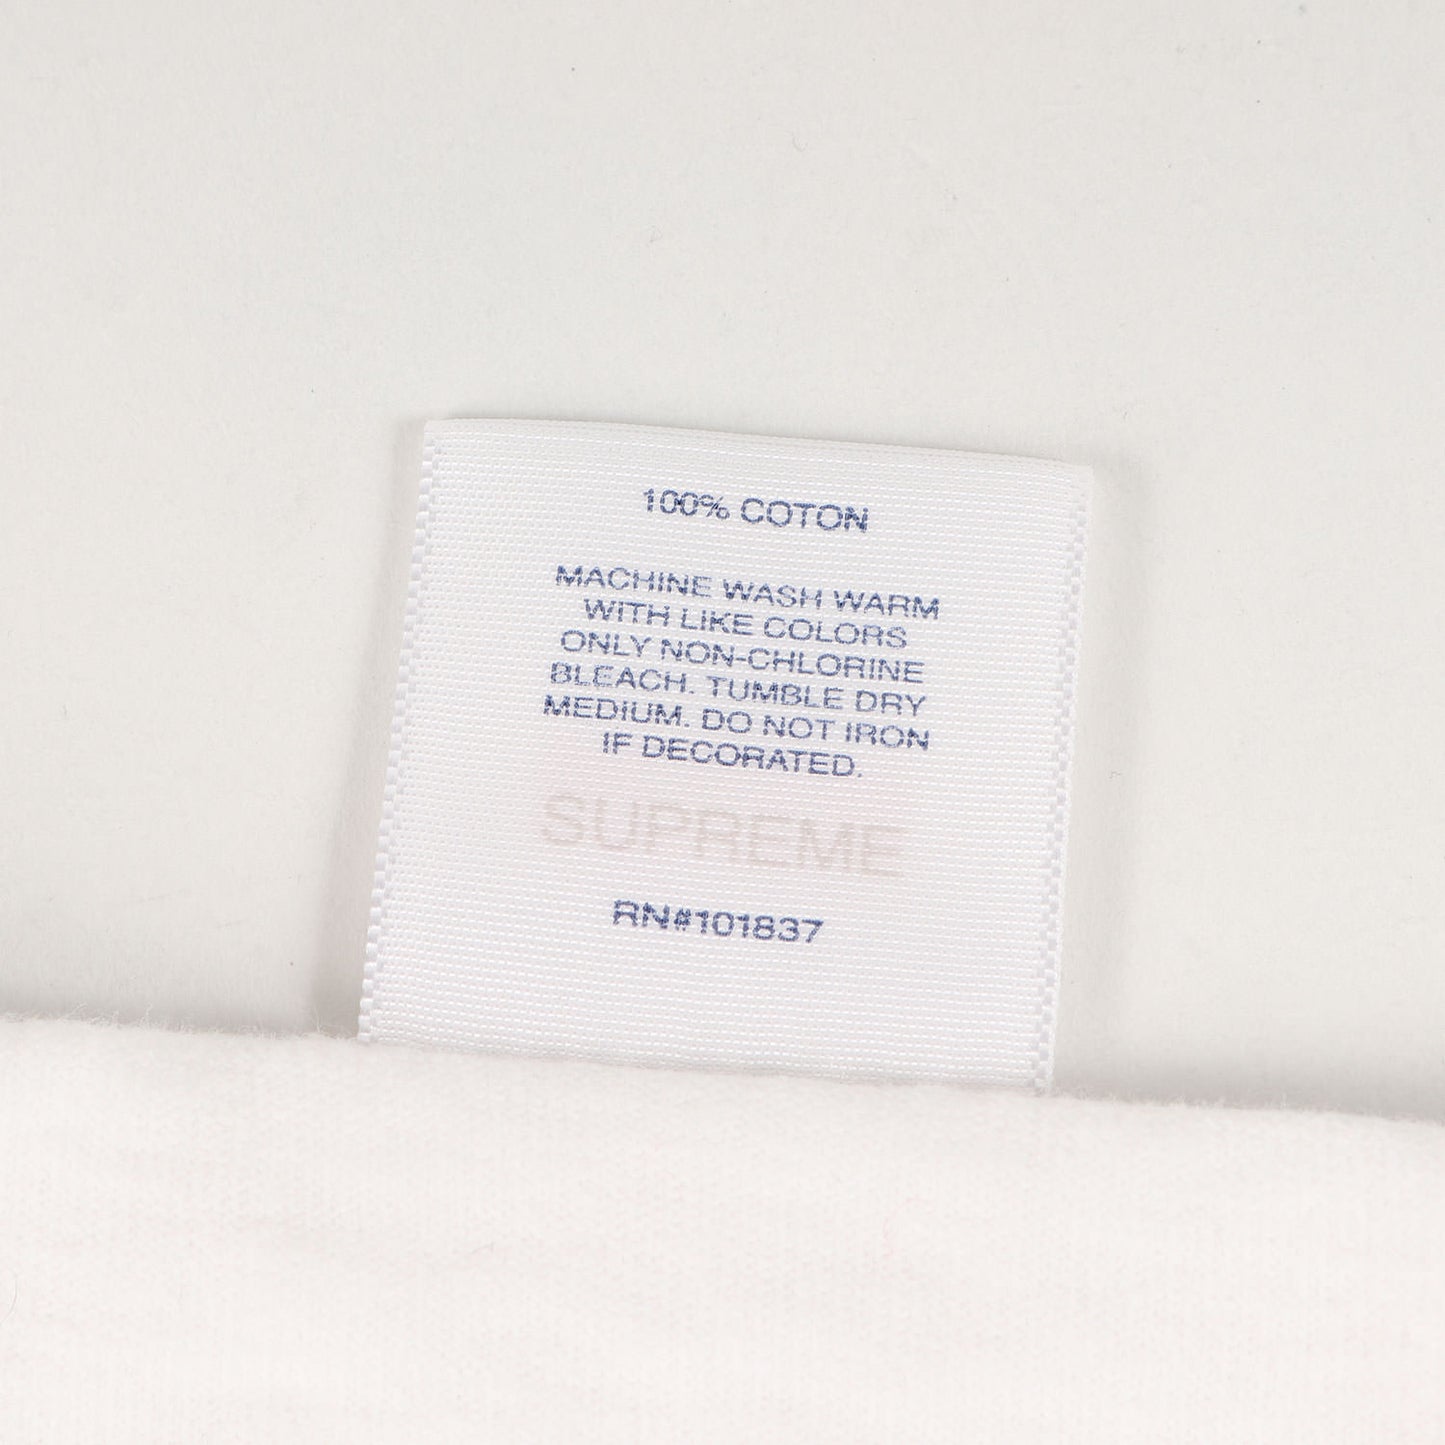 100% COTON
MACHINE WASH WARM
WITH LIKE COLORS
ONLY NON-CHLORINE
BLEACH. TUMBLE DRY
MEDIUM. DO NOT IRON
IF DECORATED.
SUPREME
RN#101837